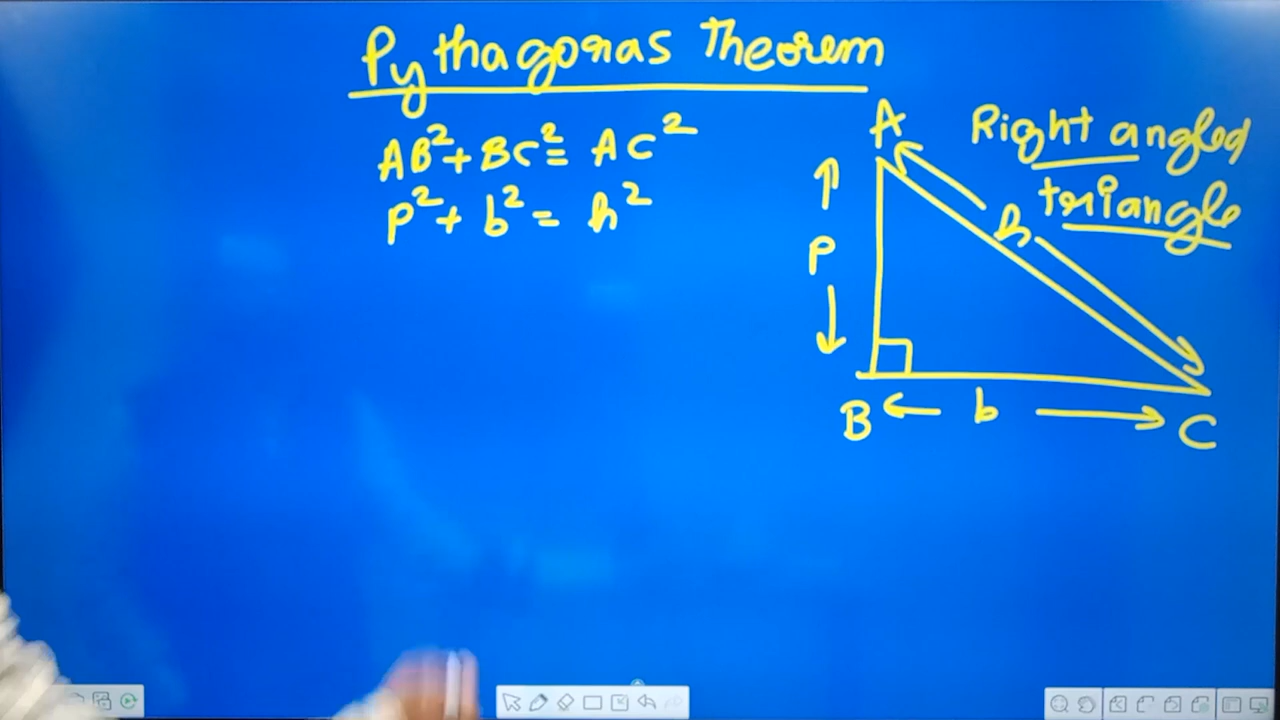 Pythagoras Theorem
AB²+BC²= AC²
p²+ b² = h²
Right angled
triangle
A
P
h
B
b
C